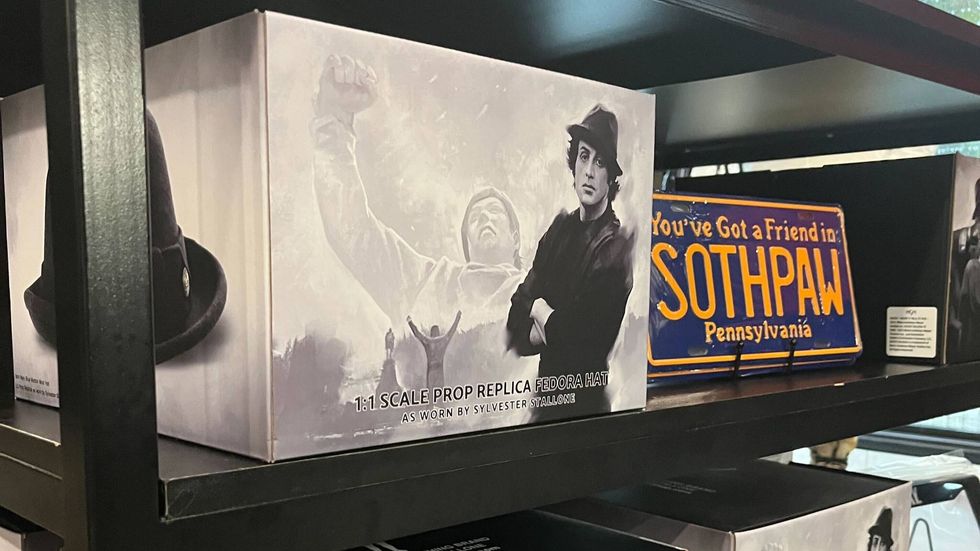 1:1 SCALE PROP REPLICA FEDORA HAT
AS WORN BY SYLVESTER STALLONE
You've Got a Friend in:
SOTHPAW
Pennsylvania